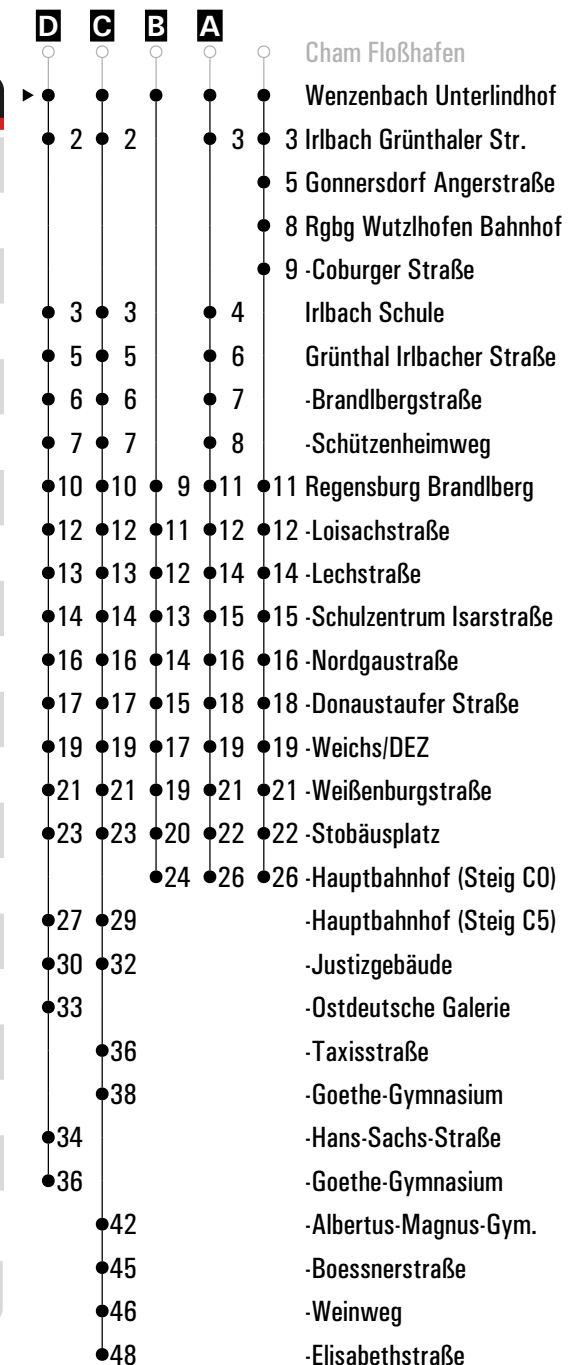 D C B A
Cham Floßhafen
Wenzenbach Unterlindhof
2 2 3 3 Irlbach Grünthaler Str.
5 Gonnersdorf Angerstraße
8 Rgbg Wutzlhofen Bahnhof
9 -Coburger Straße
3 3 4 Irlbach Schule
5 5 6 Grünthal Irlbacher Straße
6 6 7 -Brandlbergstraße
7 7 8 -Schützenheimweg
10 10 9 11 11 Regensburg Brandlberg
12 12 11 12 12 -Loisachstraße
13 13 12 14 14 -Lechstraße
14 14 13 15 15 -Schulzentrum Isarstraße
16 16 14 16 16 -Nordgaustraße
17 17 15 18 18 -Donaustaufer Straße
19 19 17 19 19 -Weichs/DEZ
21 21 19 21 21 -Weißenburgstraße
23 23 20 22 22 -Stobäusplatz
24 26 26 -Hauptbahnhof (Steig C0)
27 29 -Hauptbahnhof (Steig C5)
30 32 -Justizgebäude
33 -Ostdeutsche Galerie
36 -Taxisstraße
38 -Goethe-Gymnasium
34 -Hans-Sachs-Straße
36 -Goethe-Gymnasium
42 -Albertus-Magnus-Gym.
45 -Boessnerstraße
46 -Weinweg
48 -Elisabethstraße